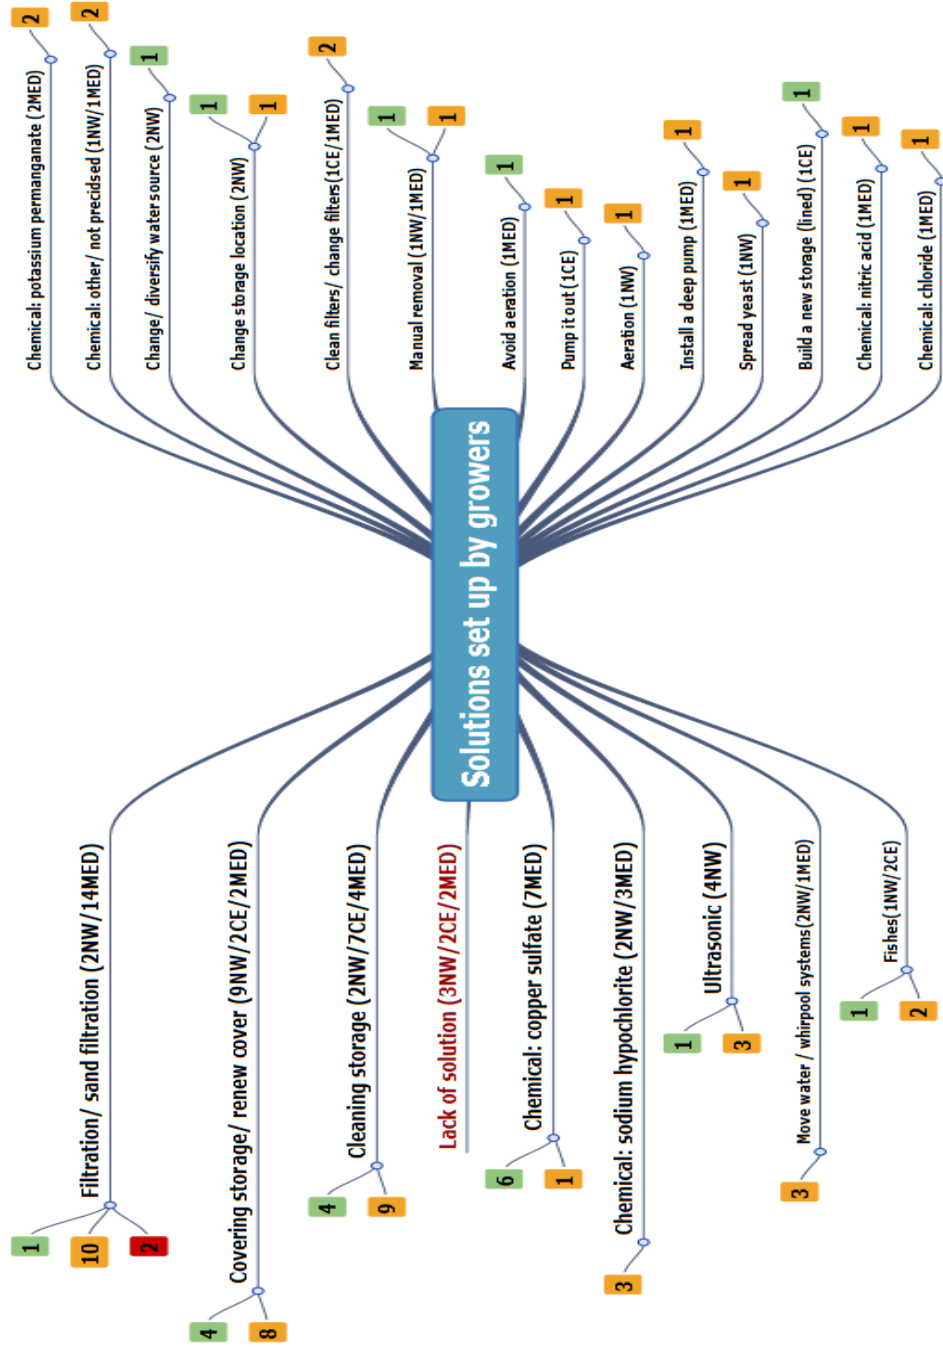 Solutions set up by growers
Filtration/ sand filtration (2NW/14MED)
1
10
2
Covering storage/ renew cover (9NW/2CE/2MED)
4
8
Cleaning storage (2NW/7CE/4MED)
4
9
Lack of solution (3NW/2CE/2MED)
Chemical: copper sulfate (7MED)
6
1
Chemical: sodium hypochlorite (2NW/3MED)
3
Ultrasonic (4NW)
1
3
Move water / whirpool systems(2NW/1MED)
3
Fishes(1NW/2CE)
1
2
Chemical: potassium permanganate (2MED)
2
Chemical: other/ not precidsed (1NW/1MED)
2
Change/ diversify water source (2NW)
1
Change storage location (2NW)
1
1
Clean filters/ change filters(1CE/1MED)
2
Manual removal (1NW/1MED)
1
1
Avoid aeration (1MED)
1
Pump it out (1CE)
1
Aeration (1NW)
1
Install a deep pump (1MED)
1
Spread yeast (1NW)
1
Build a new storage (lined) (1CE)
1
Chemical: nitric acid (1MED)
1
Chemical: chloride (1MED)
1